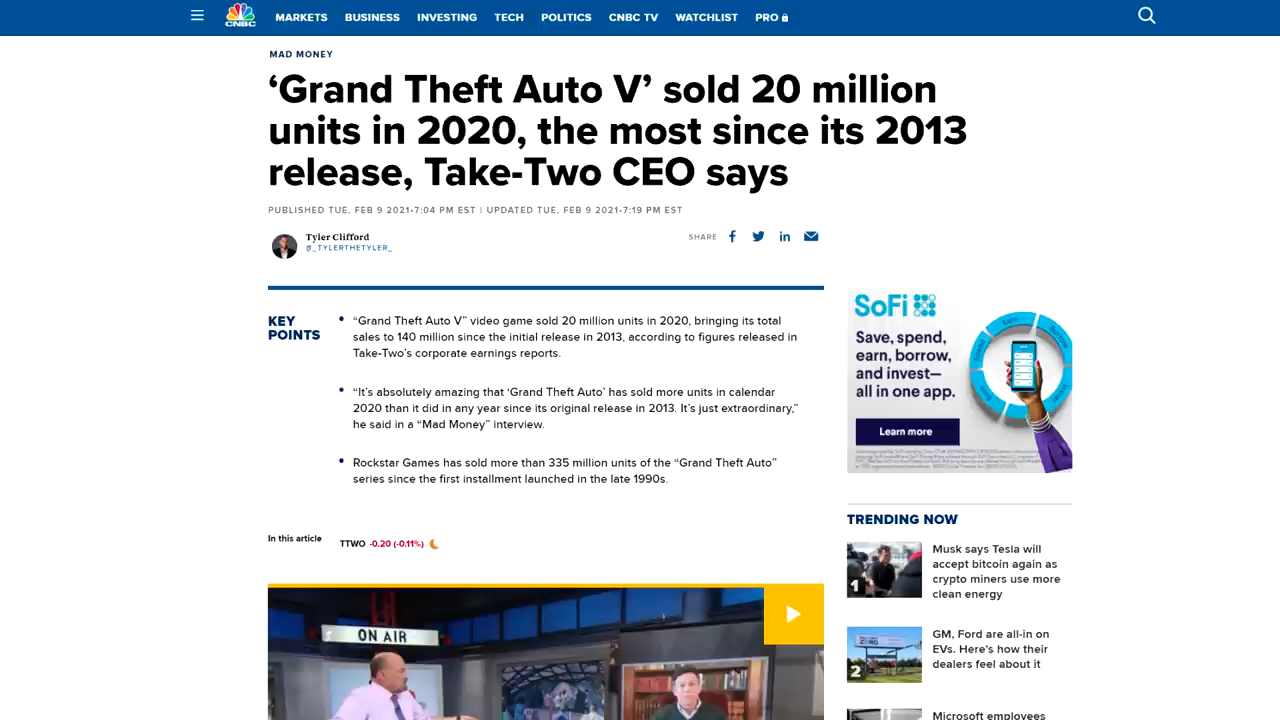 CNBC
MARKETS BUSINESS INVESTING TECH POLITICS CNBC TV WATCHLIST PRO
MAD MONEY
‘Grand Theft Auto V’ sold 20 million
units in 2020, the most since its 2013
release, Take-Two CEO says
PUBLISHED TUE, FEB 9 2021•7:04 PM EST | UPDATED TUE, FEB 9 2021•7:19 PM EST
Tyler Clifford
@_TYLERTHETYLER_
SHARE
KEY
POINTS
• “Grand Theft Auto V” video game sold 20 million units in 2020, bringing its total
sales to 140 million since the initial release in 2013, according to figures released in
Take-Two’s corporate earnings reports.
• “It’s absolutely amazing that ‘Grand Theft Auto’ has sold more units in calendar
2020 than it did in any year since its original release in 2013. It’s just extraordinary,”
he said in a “Mad Money” interview.
• Rockstar Games has sold more than 335 million units of the “Grand Theft Auto”
series since the first installment launched in the late 1990s.
In this article
TTWO -0.20 (-0.11%)
ON AIR
SoFi
Save, spend,
earn, borrow,
and invest—
all in one app.
Learn more
TRENDING NOW
1
Musk says Tesla will
accept bitcoin again as
crypto miners use more
clean energy
2
GM, Ford are all-in on
EVs. Here’s how their
dealers feel about it
Microsoft employees